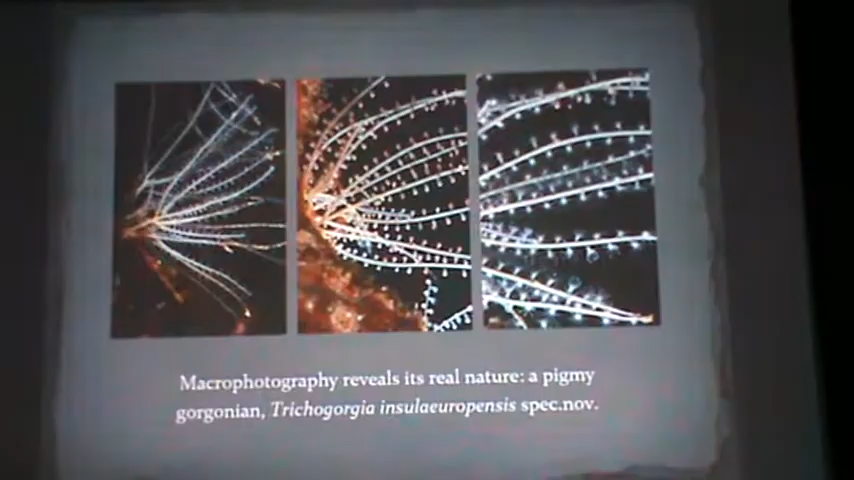 Macrophotography reveals its real nature: a pigmy
gorgonian, Trichogorgia insulaeuropensis spec.nov.